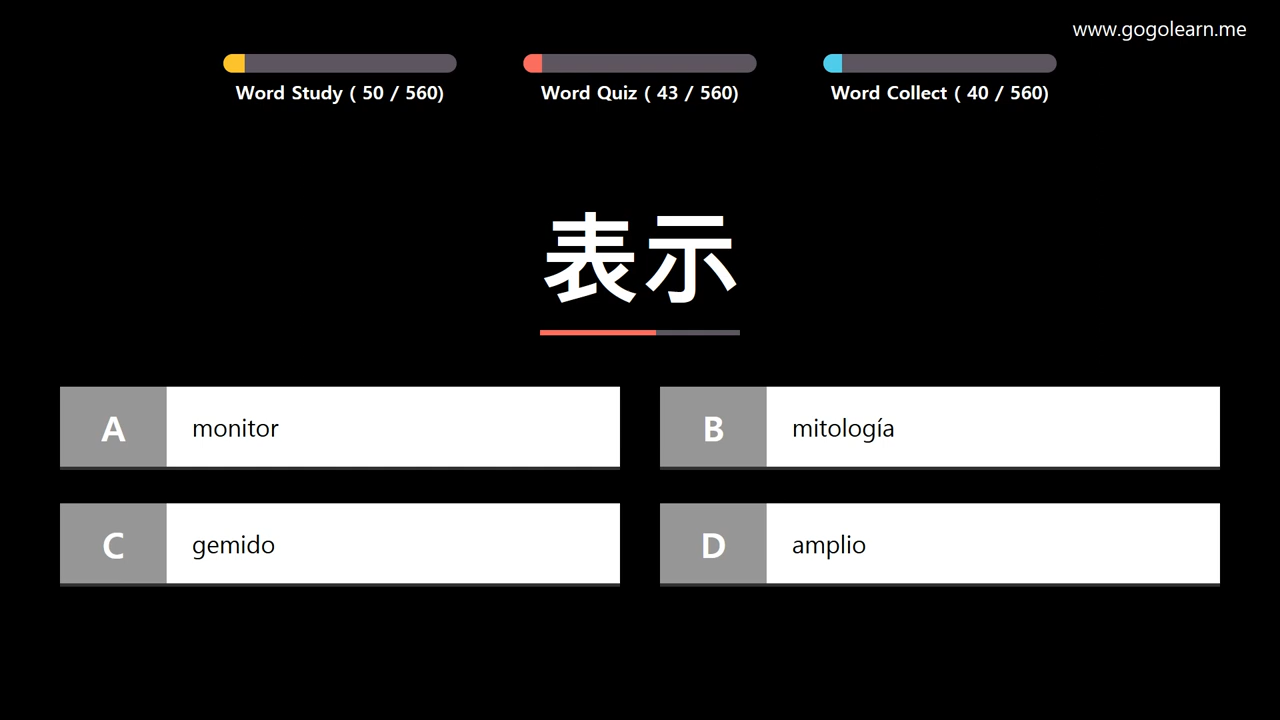 www.gogolearn.me
Word Study ( 50 / 560)
Word Quiz ( 43 / 560)
Word Collect ( 40 / 560)
表示
A monitor
B mitología
C gemido
D amplio